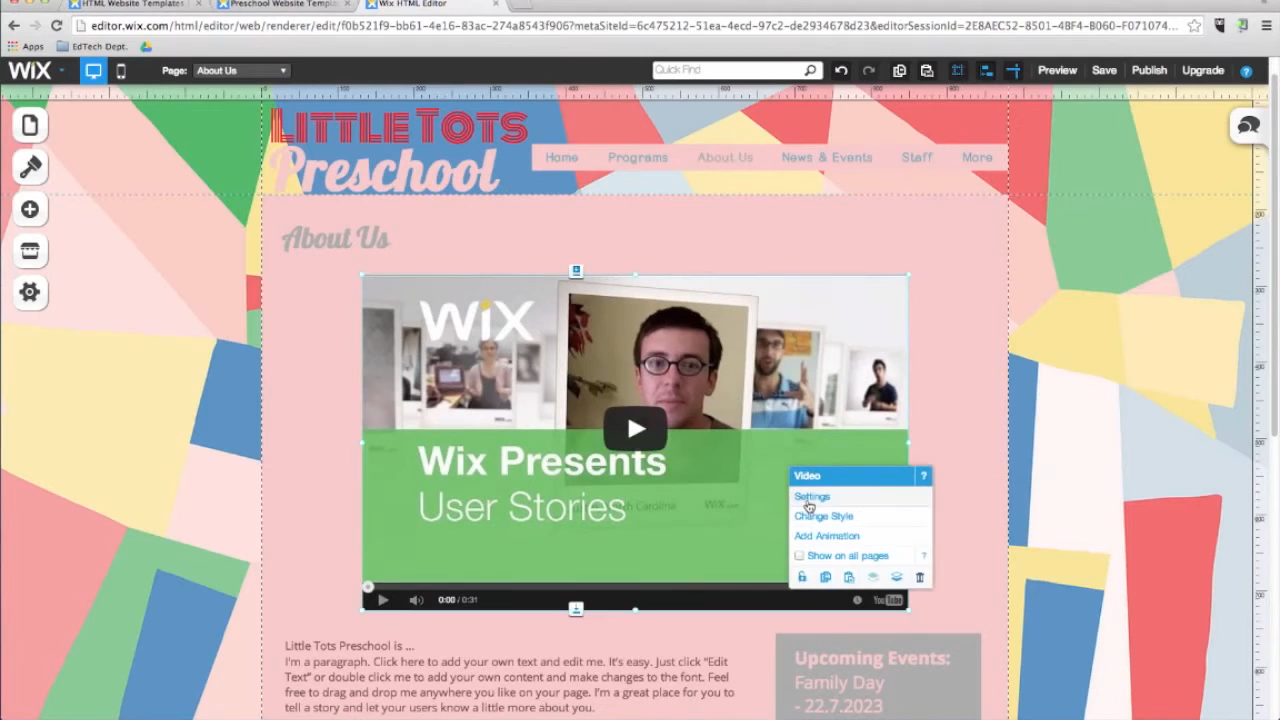 HTML Website Templates
Preschool Website Templa
Wix HTML Editor
editor.wix.com/html/editor/web/renderer/edit/f0b521f9-bb61-4e16-83ac-274a8543f906?metaSiteId=6c475212-51ea-4ecd-97c2-de2934678d23&editorSessionId=2E8AEC52-8501-4BF4-B060-F071074...
Apps EdTech Dept.
WiX Page: About Us Quick Find Preview Save Publish Upgrade ?
LITTLE TOTS
Preschool
Home Programs About Us News & Events Staff More
About Us
WiX
Wix Presents
User Stories
WiX
Video ?
Settings
Change Style
Add Animation
Show on all pages ?
0:00 / 0:31 YouTube
Little Tots Preschool is ...
I'm a paragraph. Click here to add your own text and edit me. It's easy. Just click "Edit
Text" or double click me to add your own content and make changes to the font. Feel
free to drag and drop me anywhere you like on your page. I'm a great place for you to
tell a story and let your users know a little more about you.
Upcoming Events:
Family Day
- 22.7.2023